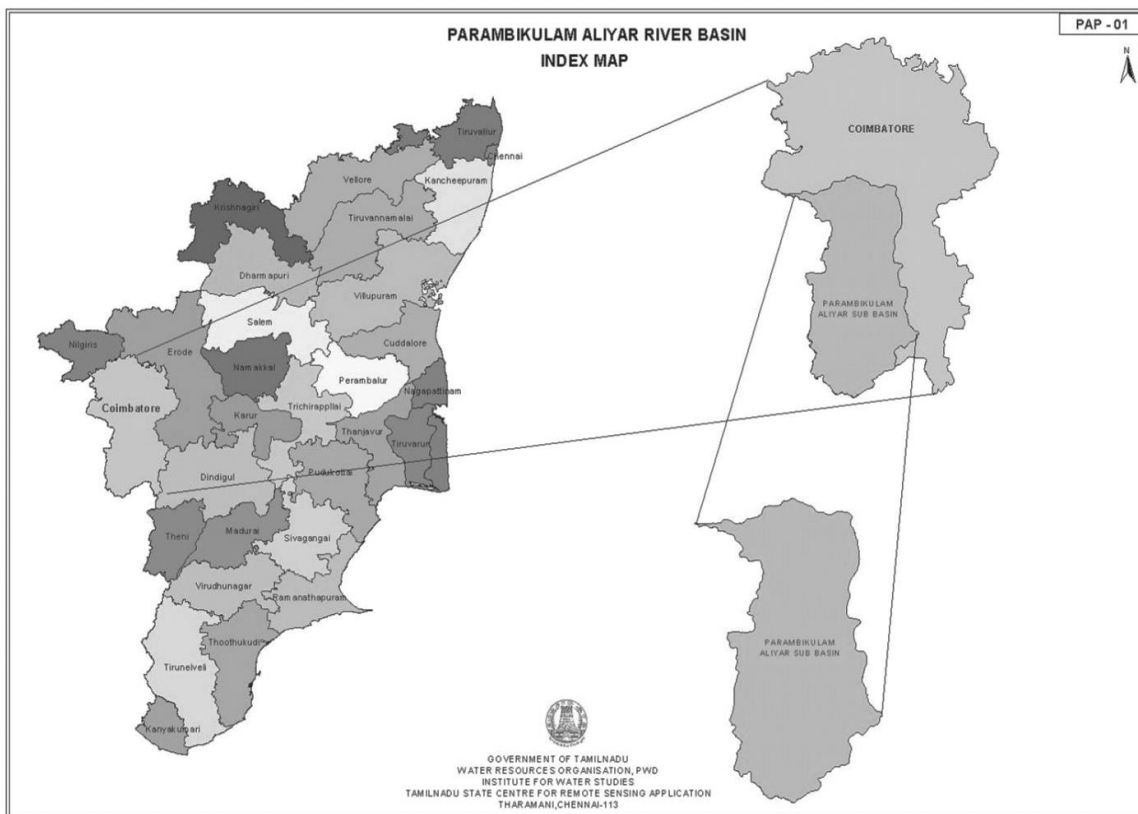 PAP - 01
PARAMBIKULAM ALIYAR RIVER BASIN
INDEX MAP
N
Tiruvallur
Chennai
Vellore
Kancheepuram
Krishnagiri
Tiruvannamalai
Dharmapuri
Villupuram
Salem
Nilgiris
Erode
Cuddalore
Namakkal
Perambalur
Nagapattinam
Coimbatore
Trichirappllai
Karur
Thanjavur
Tiruvarur
Dindigul
Pudukottai
Theni
Madurai
Sivagangai
Virudhunagar
Ramanathapuram
Thoothukudi
Tirunelveli
Kanyakumari
COIMBATORE
PARAMBIKULAM
ALIYAR SUB BASIN
PARAMBIKULAM
ALIYAR SUB BASIN
GOVERNMENT OF TAMILNADU
WATER RESOURCES ORGANISATION, PWD
INSTITUTE FOR WATER STUDIES
TAMILNADU STATE CENTRE FOR REMOTE SENSING APPLICATION
THARAMANI,CHENNAI-113